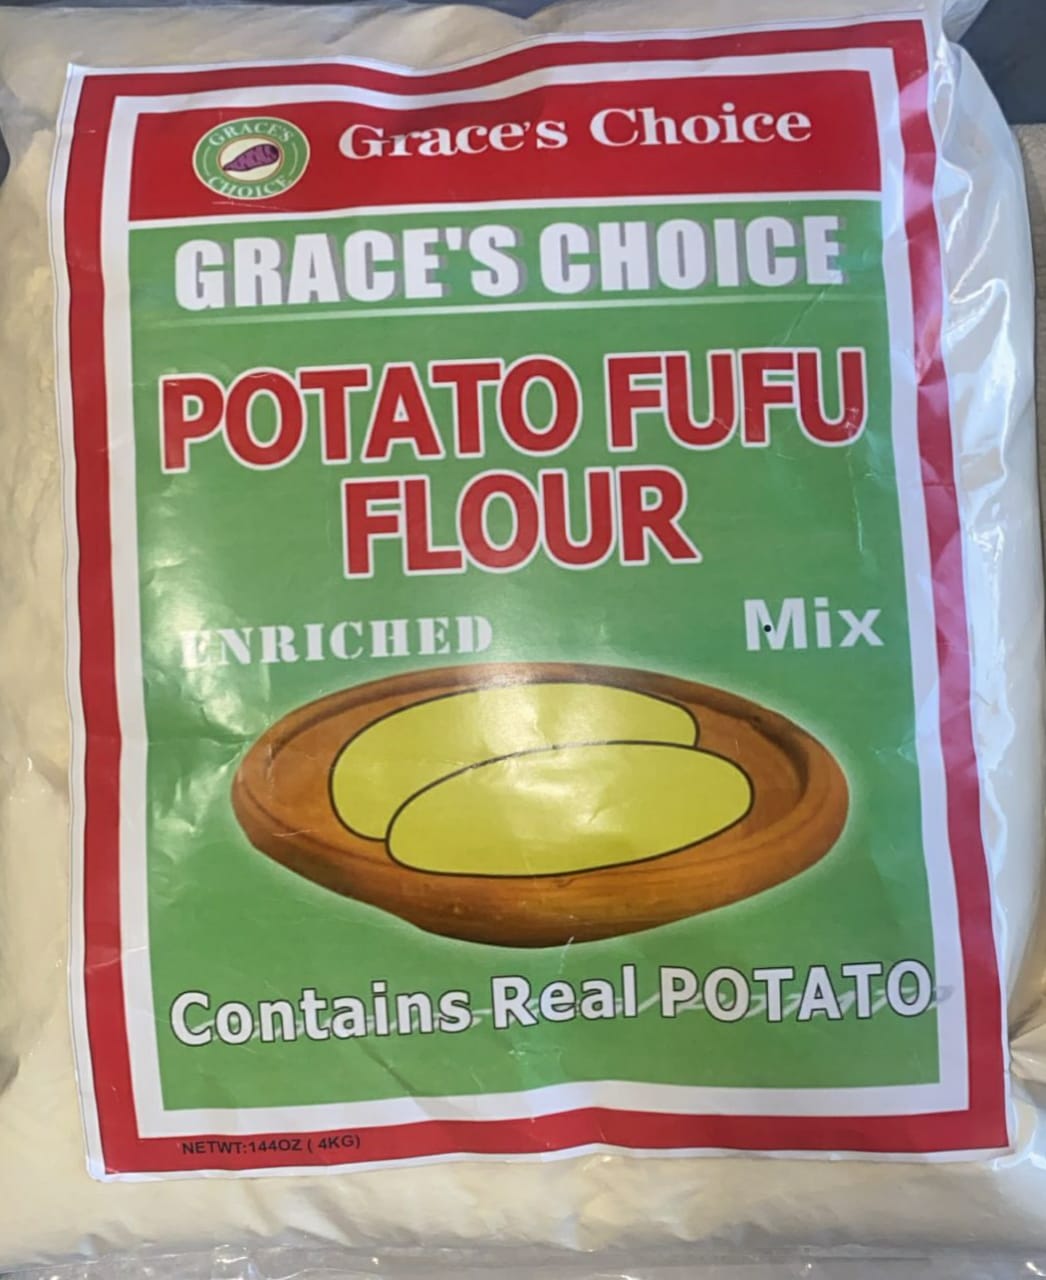 GRACE'S
CHOICE
Grace's Choice
GRACE'S CHOICE
POTATO FUFU
FLOUR
ENRICHED
Mix
Contains Real POTATO
NETWT:144OZ ( 4KG)